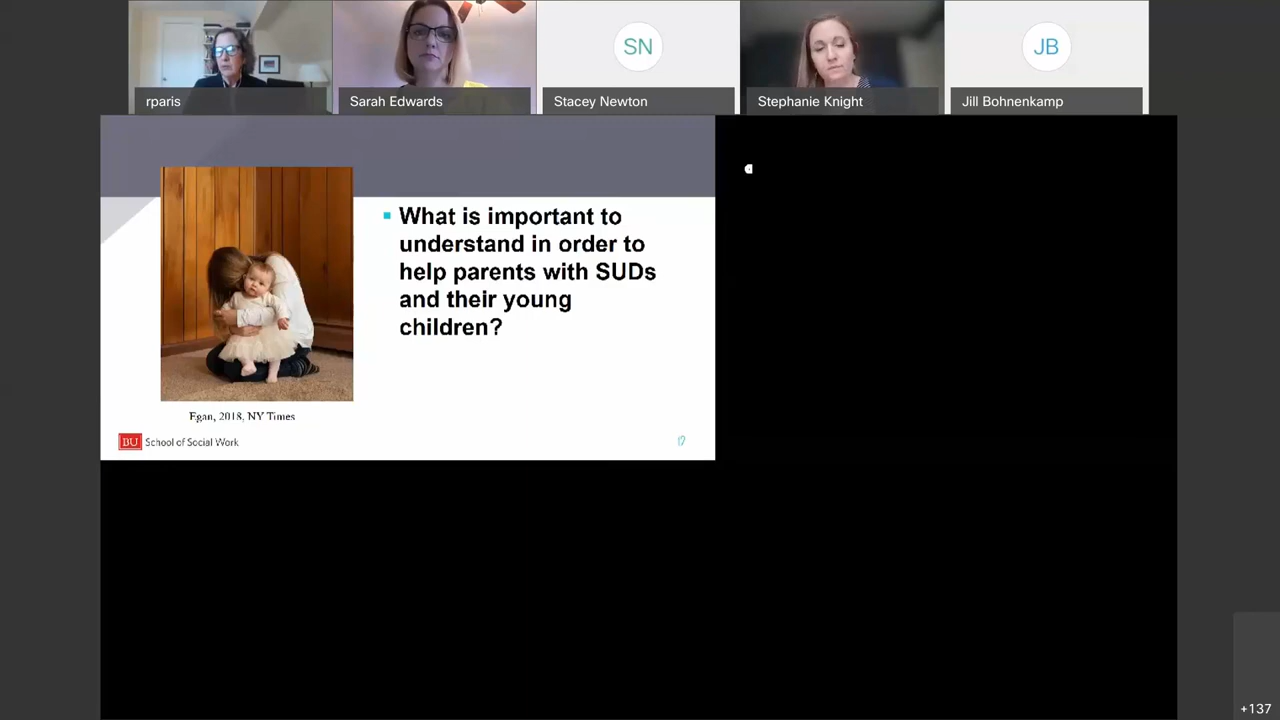 SN
JB
rparis
Sarah Edwards
Stacey Newton
Stephanie Knight
Jill Bohnenkamp
What is important to
understand in order to
help parents with SUDs
and their young
children?
Egan, 2018, NY Times
BU School of Social Work
17
+137